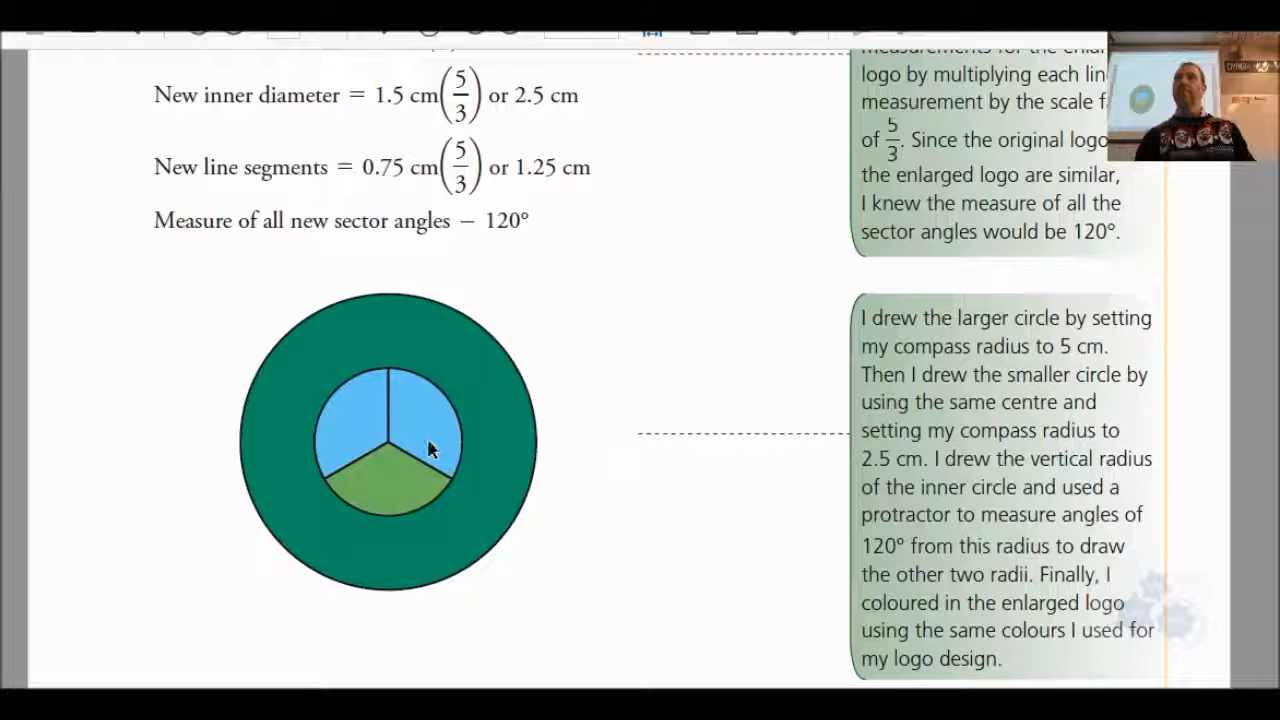 New inner diameter = 1.5 cm(5/3) or 2.5 cm
New line segments = 0.75 cm(5/3) or 1.25 cm
Measure of all new sector angles – 120°
logo by multiplying each
measurement by the scale
of 5/3. Since the original logo
the enlarged logo are similar,
I knew the measure of all the
sector angles would be 120°.
I drew the larger circle by setting
my compass radius to 5 cm.
Then I drew the smaller circle by
using the same centre and
setting my compass radius to
2.5 cm. I drew the vertical radius
of the inner circle and used a
protractor to measure angles of
120° from this radius to draw
the other two radii. Finally, I
coloured in the enlarged logo
using the same colours I used for
my logo design.